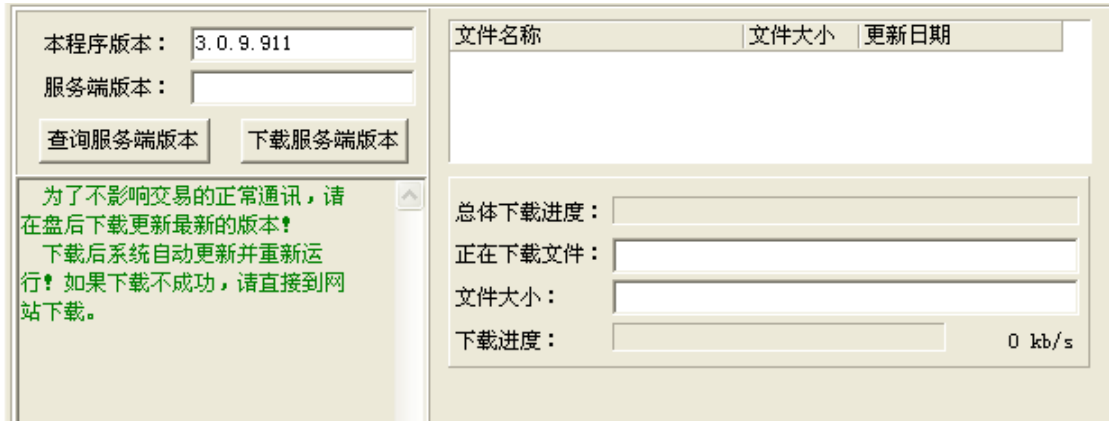 本程序版本： 3.0.9.911
服务端版本：
查询服务端版本 下载服务端版本
为了不影响交易的正常通讯，请
在盘后下载更新最新的版本！
下载后系统自动更新并重新运
行！如果下载不成功，请直接到网
站下载。
文件名称 文件大小 更新日期
总体下载进度：
正在下载文件：
文件大小：
下载进度： 0 kb/s